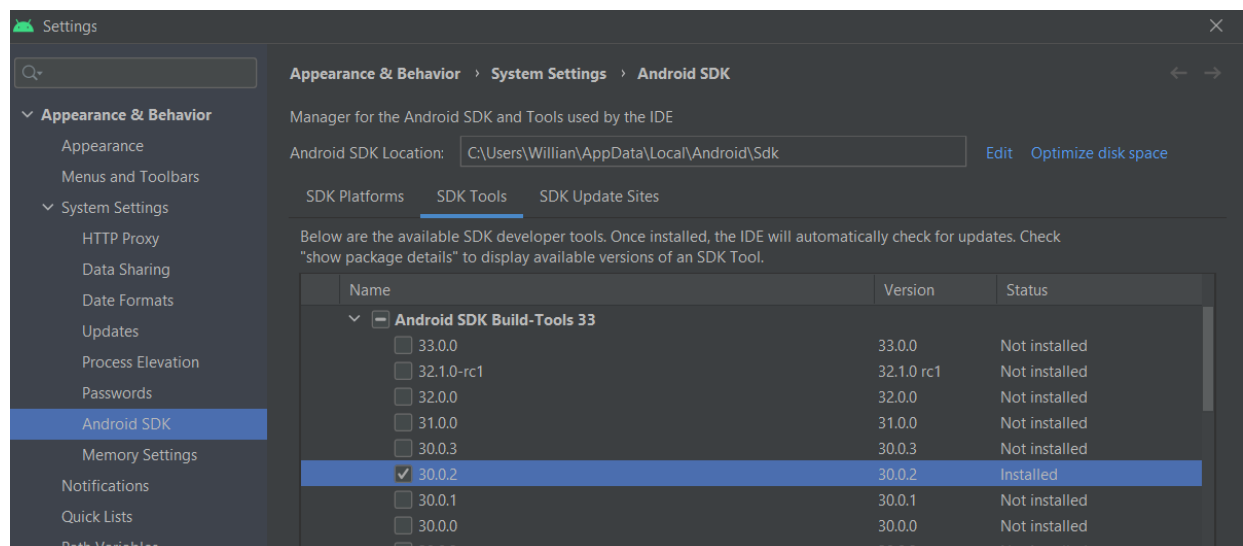 Settings
Appearance & Behavior › System Settings › Android SDK
Manager for the Android SDK and Tools used by the IDE
Android SDK Location: C:\Users\Willian\AppData\Local\Android\Sdk Edit Optimize disk space
SDK Platforms SDK Tools SDK Update Sites
Below are the available SDK developer tools. Once installed, the IDE will automatically check for updates. Check
"show package details" to display available versions of an SDK Tool.
Name Version Status
Android SDK Build-Tools 33
33.0.0 33.0.0 Not installed
32.1.0-rc1 32.1.0 rc1 Not installed
32.0.0 32.0.0 Not installed
31.0.0 31.0.0 Not installed
30.0.3 30.0.3 Not installed
30.0.2 30.0.2 Installed
30.0.1 30.0.1 Not installed
30.0.0 30.0.0 Not installed
Appearance & Behavior
Appearance
Menus and Toolbars
System Settings
HTTP Proxy
Data Sharing
Date Formats
Updates
Process Elevation
Passwords
Android SDK
Memory Settings
Notifications
Quick Lists
Path Variables